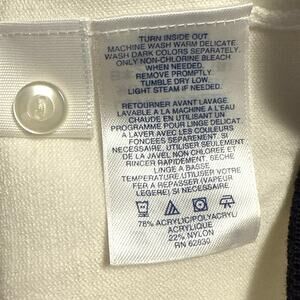 TURN INSIDE OUT
MACHINE WASH WARM DELICATE.
WASH DARK COLORS SEPARATELY.
ONLY NON-CHLORINE BLEACH
WHEN NEEDED.
REMOVE PROMPTLY.
TUMBLE DRY LOW.
LIGHT STEAM IF NEEDED.
RETOURNER AVANT LAVAGE
LAVABLE A LA MACHINE A L'EAU
CHAUDE EN UTILISANT UN
PROGRAMME POUR LINGE DELICAT.
A LAVER AVEC LES COULEURS
FONCEES SEPAREMENT. SI
NECESSAIRE, UTILISER SEULEMENT
DE LA JAVEL NON CHLOREE ET
RINCER RAPIDEMENT. SECHE
LINGE A BASSE
TEMPERATURE.UTILISER VOTRE
FER A REPASSER (VAPEUR
LEGERE) SI NECESSAIRE
78% ACRYLIC/POLYACRYL/
ACRYLIQUE
22% NYLON
RN 62830